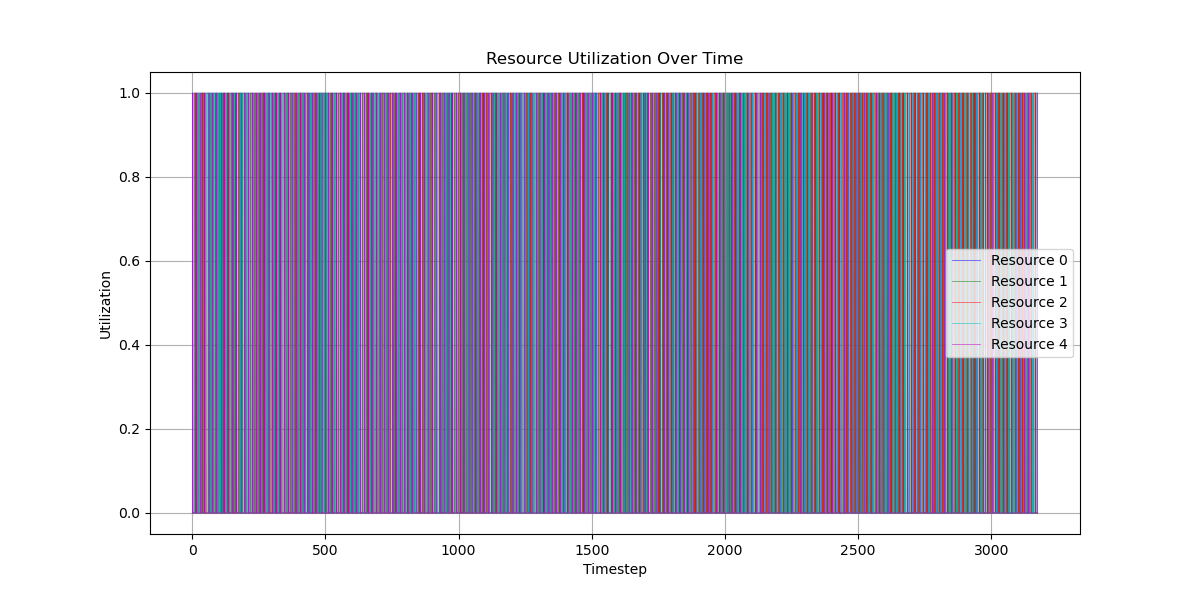 Resource Utilization Over Time
Utilization
1.0
0.8
0.6
0.4
0.2
0.0
Resource 0
Resource 1
Resource 2
Resource 3
Resource 4
0 500 1000 1500 2000 2500 3000
Timestep